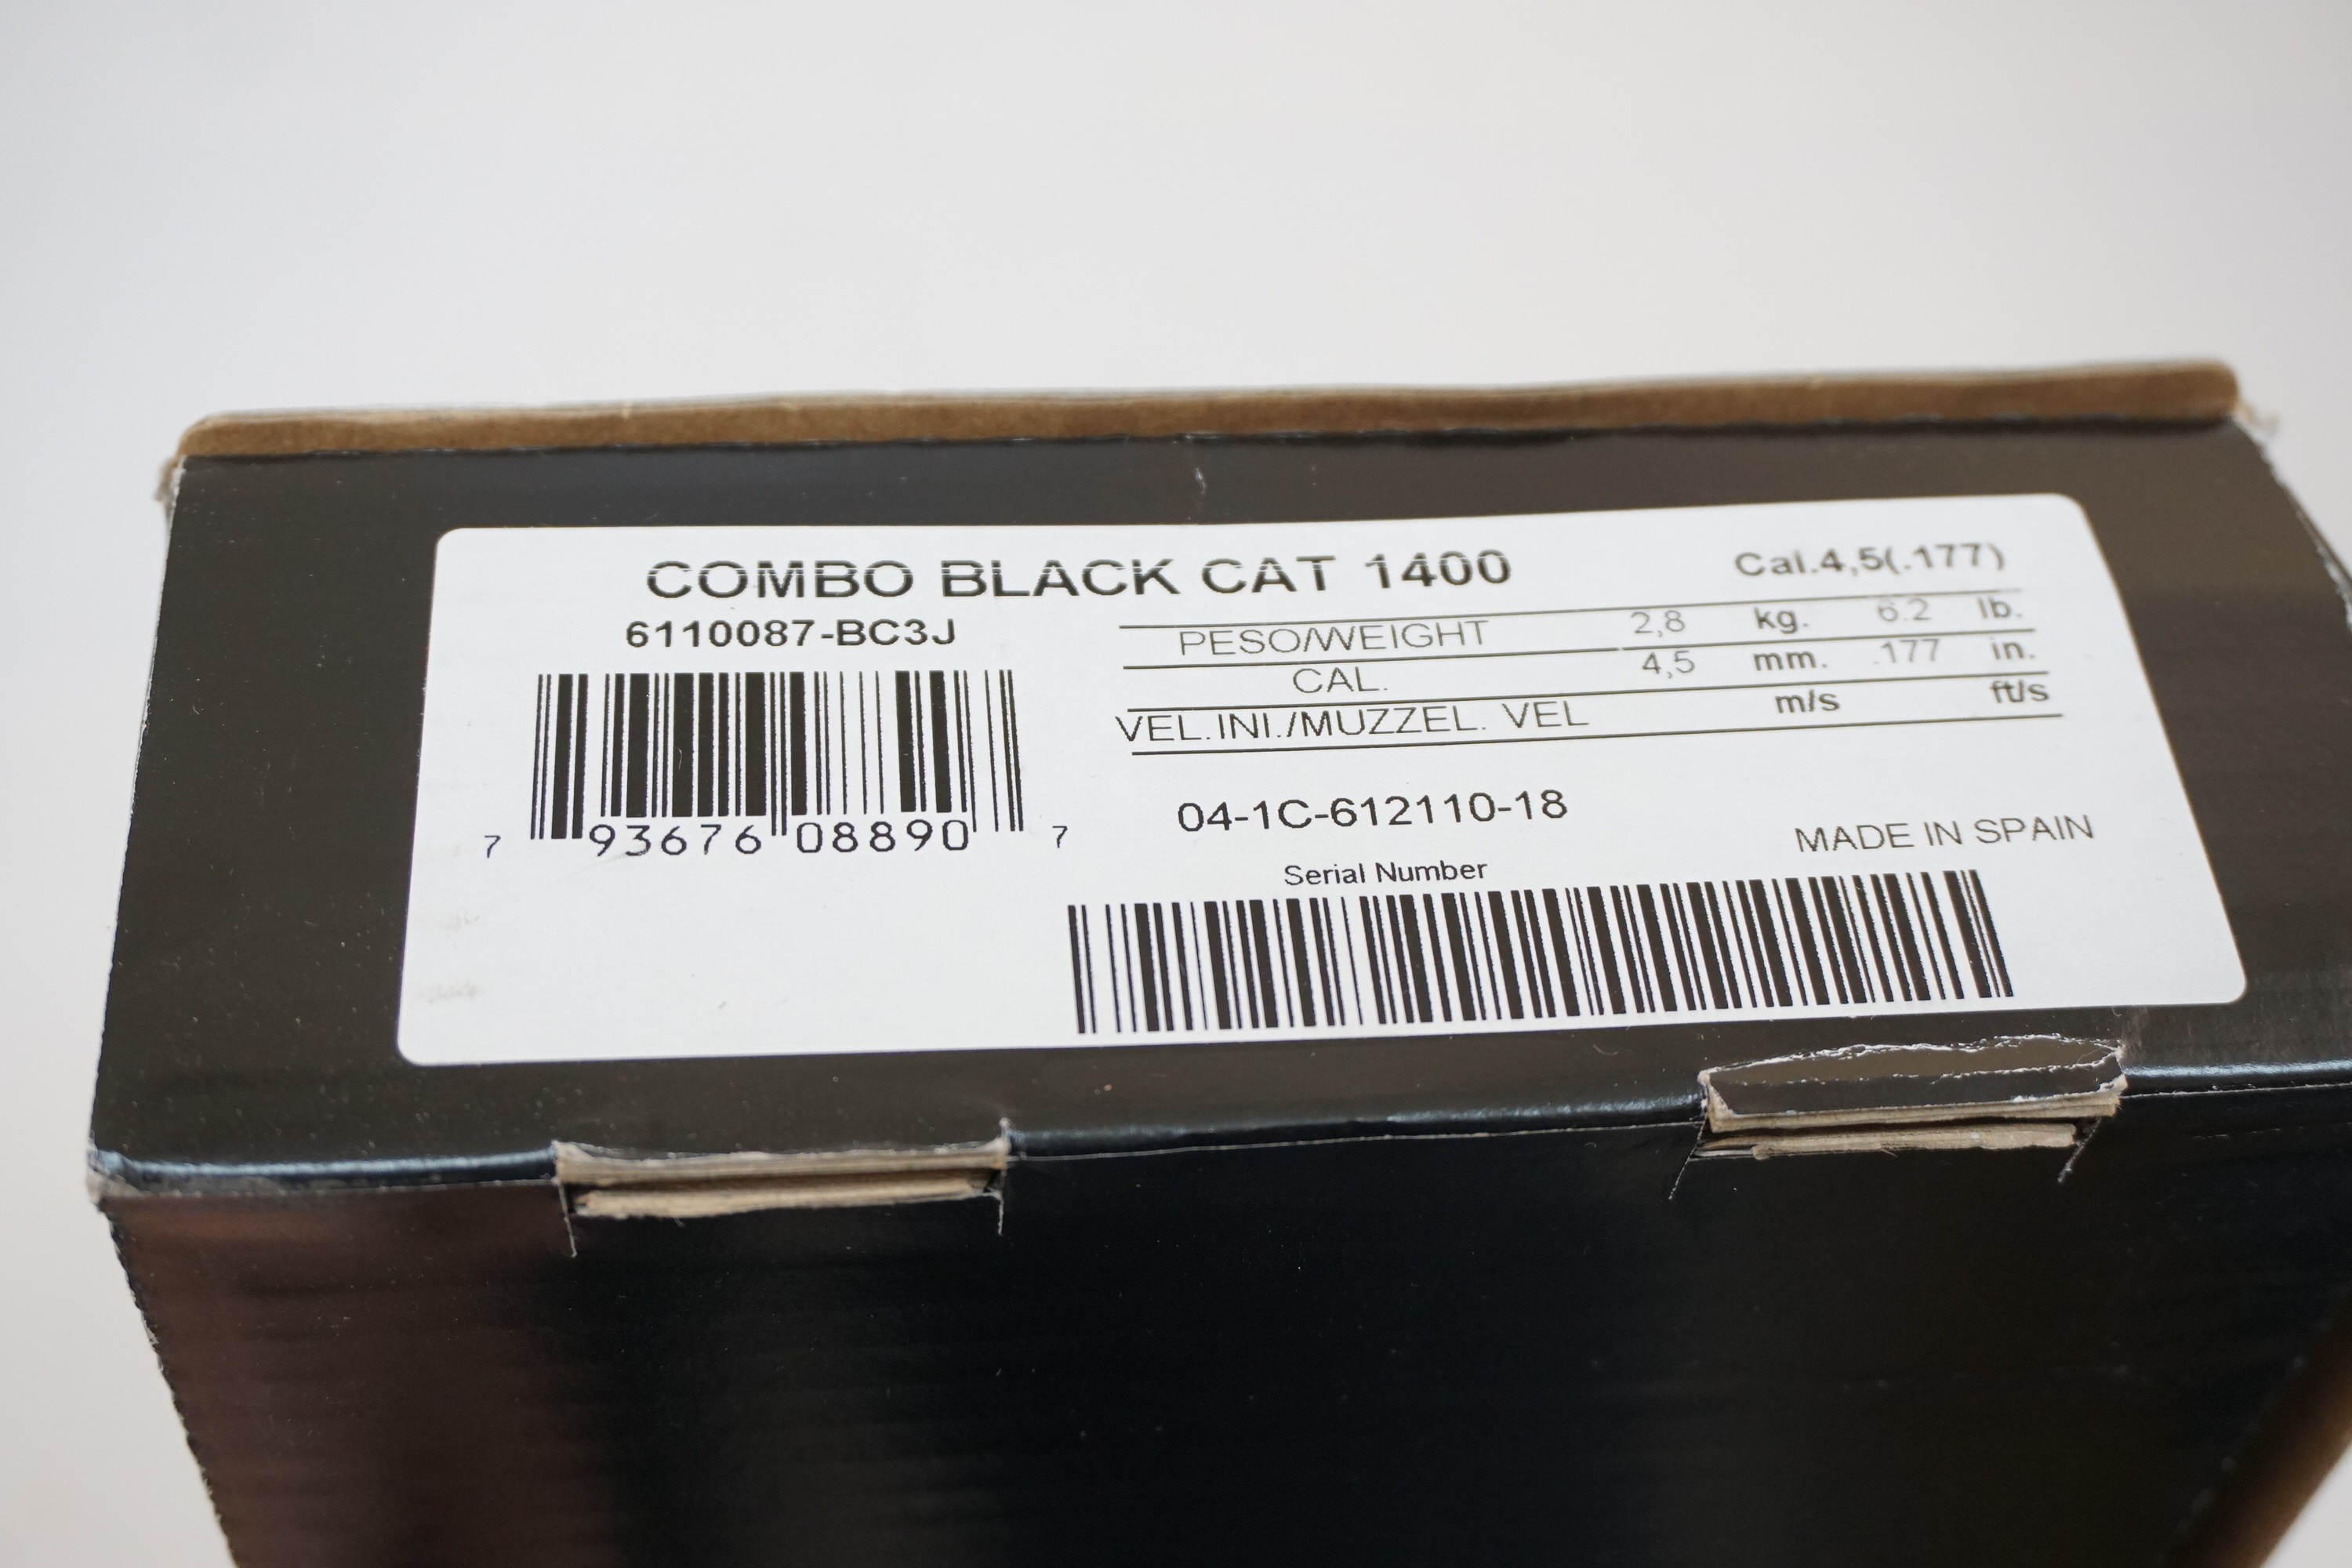 COMBO BLACK CAT 1400
Cal.4,5(.177)
6110087-BC3J
PESO/WEIGHT 2,8 kg. 6.2 lb.
CAL. 4,5 mm. .177 in.
VEL.INI./MUZZEL. VEL m/s ft/s
7 93676 08890 7
04-1C-612110-18
MADE IN SPAIN
Serial Number